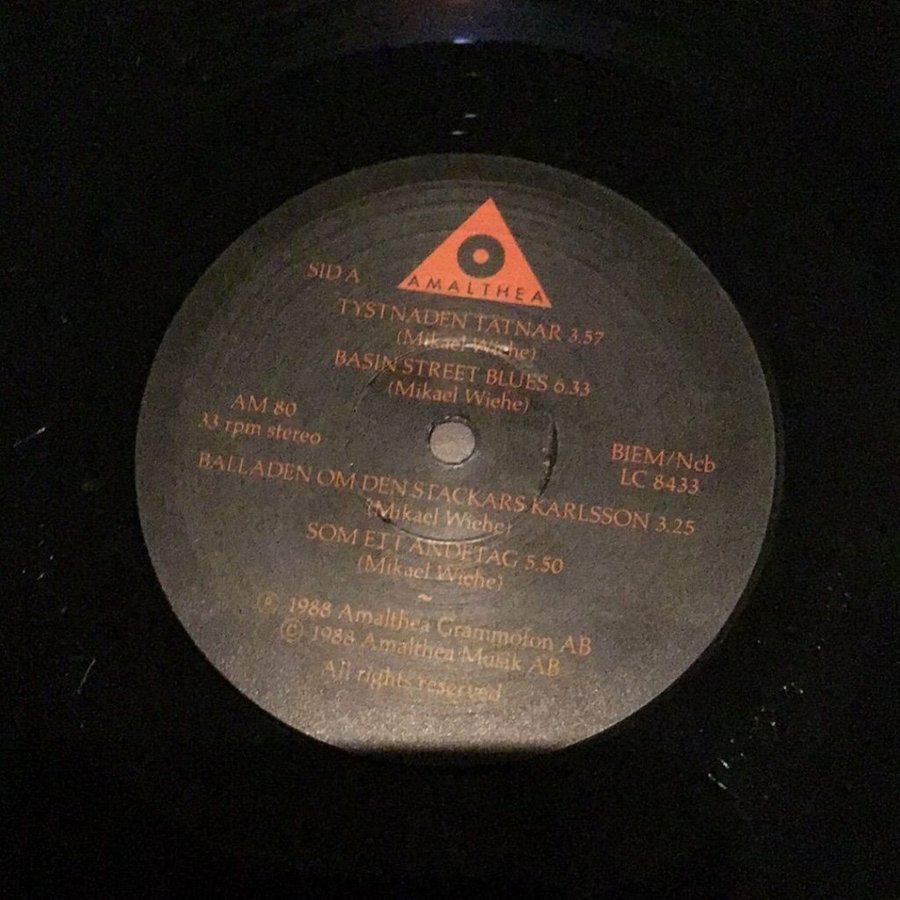 AMALTHEA
SID A
TYSTNADEN TÄTNAR 3.57
(Mikael Wiehe)
BASIN STREET BLUES 6.33
(Mikael Wiehe)
AM 80
33 rpm stereo
BIEM/Ncb
LC 8433
BALLADEN OM DEN STACKARS KARLSSON 3.25
(Mikael Wiehe)
SOM ETT ANDETAG 5.50
(Mikael Wiehe)
~
℗ 1988 Amalthea Grammofon AB
© 1988 Amalthea Musik AB
All rights reserved